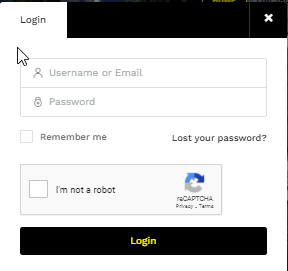 Login
Username or Email
Password
Remember me
Lost your password?
I'm not a robot
reCAPTCHA
Privacy - Terms
Login